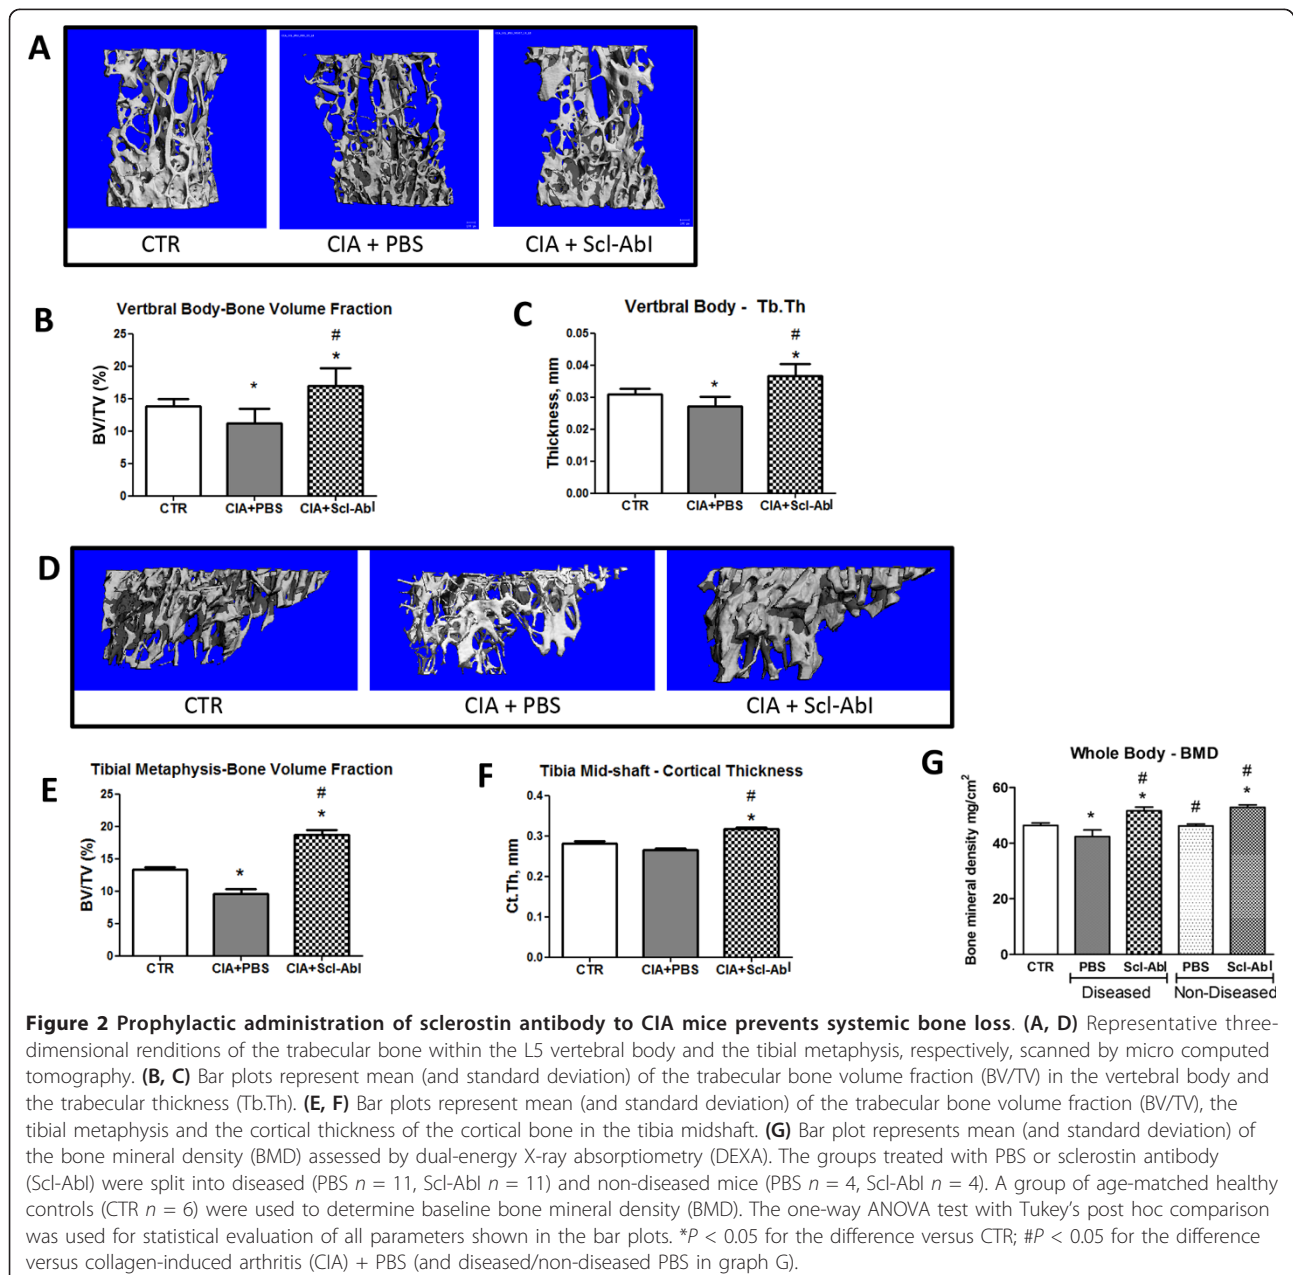 A
CTR
CIA + PBS
CIA + Scl-AbI
B
Vertbral Body-Bone Volume Fraction
BV/TV (%)
25
20
15
10
5
0
*
#
*
CTR
CIA+PBS
CIA+Scl-AbI
C
Vertbral Body - Tb.Th
Thickness, mm
0.05
0.04
0.03
0.02
0.01
0.00
*
#
*
CTR
CIA+PBS
CIA+Scl-AbI
D
CTR
CIA + PBS
CIA + Scl-AbI
E
Tibial Metaphysis-Bone Volume Fraction
BV/TV (%)
25
20
15
10
5
0
*
#
*
CTR
CIA+PBS
CIA+Scl-AbI
F
Tibia Mid-shaft - Cortical Thickness
Ct.Th, mm
0.4
0.3
0.2
0.1
0.0
#
*
CTR
CIA+PBS
CIA+Scl-AbI
G
Whole Body - BMD
Bone mineral density mg/cm²
60
40
20
0
*
#
*
#
#
*
CTR
PBS
Scl-AbI
PBS
Scl-AbI
Diseased
Non-Diseased
Figure 2 Prophylactic administration of sclerostin antibody to CIA mice prevents systemic bone loss. (A, D) Representative three-
dimensional renditions of the trabecular bone within the L5 vertebral body and the tibial metaphysis, respectively, scanned by micro computed
tomography. (B, C) Bar plots represent mean (and standard deviation) of the trabecular bone volume fraction (BV/TV) in the vertebral body and
the trabecular thickness (Tb.Th). (E, F) Bar plots represent mean (and standard deviation) of the trabecular bone volume fraction (BV/TV), the
tibial metaphysis and the cortical thickness of the cortical bone in the tibia midshaft. (G) Bar plot represents mean (and standard deviation) of
the bone mineral density (BMD) assessed by dual-energy X-ray absorptiometry (DEXA). The groups treated with PBS or sclerostin antibody
(Scl-AbI) were split into diseased (PBS n = 11, Scl-AbI n = 11) and non-diseased mice (PBS n = 4, Scl-AbI n = 4). A group of age-matched healthy
controls (CTR n = 6) were used to determine baseline bone mineral density (BMD). The one-way ANOVA test with Tukey's post hoc comparison
was used for statistical evaluation of all parameters shown in the bar plots. *P < 0.05 for the difference versus CTR; #P < 0.05 for the difference
versus collagen-induced arthritis (CIA) + PBS (and diseased/non-diseased PBS in graph G).